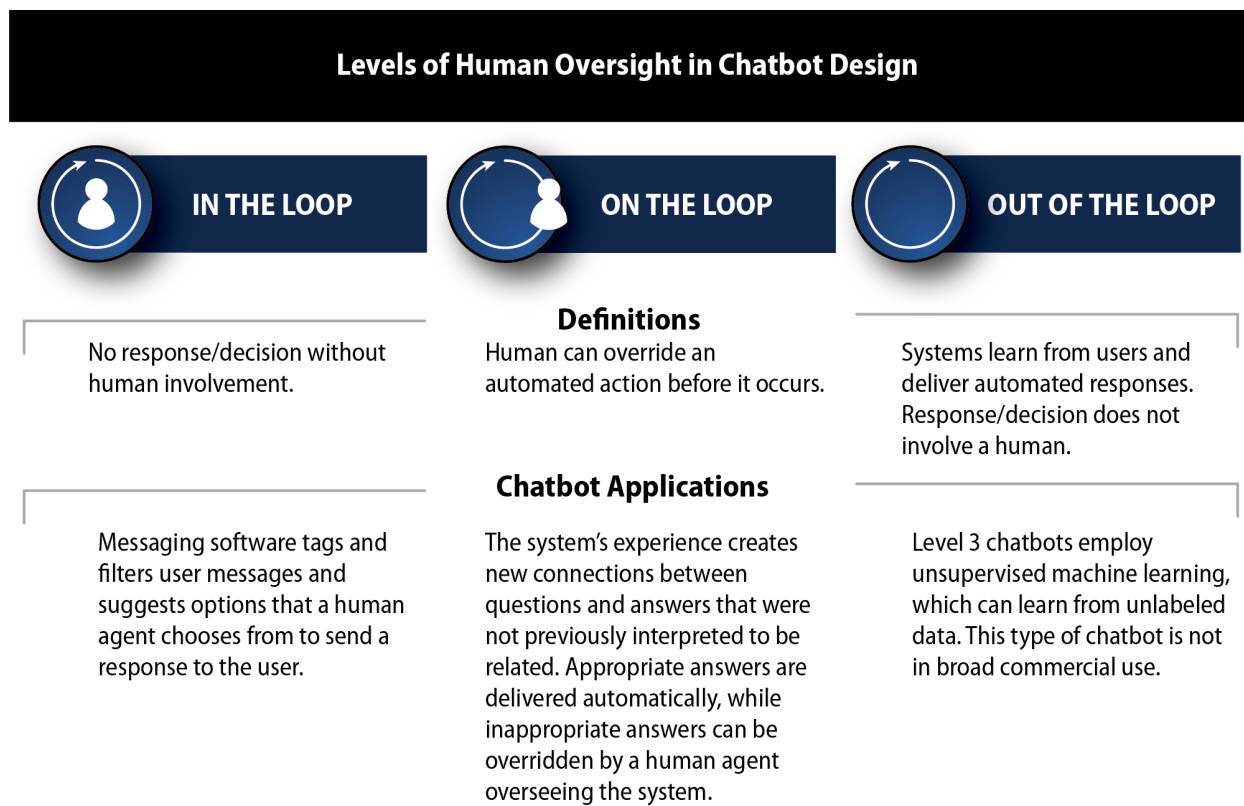 Levels of Human Oversight in Chatbot Design
IN THE LOOP
ON THE LOOP
OUT OF THE LOOP
Definitions
No response/decision without
human involvement.
Human can override an
automated action before it occurs.
Systems learn from users and
deliver automated responses.
Response/decision does not
involve a human.
Chatbot Applications
Messaging software tags and
filters user messages and
suggests options that a human
agent chooses from to send a
response to the user.
The system’s experience creates
new connections between
questions and answers that were
not previously interpreted to be
related. Appropriate answers are
delivered automatically, while
inappropriate answers can be
overridden by a human agent
overseeing the system.
Level 3 chatbots employ
unsupervised machine learning,
which can learn from unlabeled
data. This type of chatbot is not
in broad commercial use.